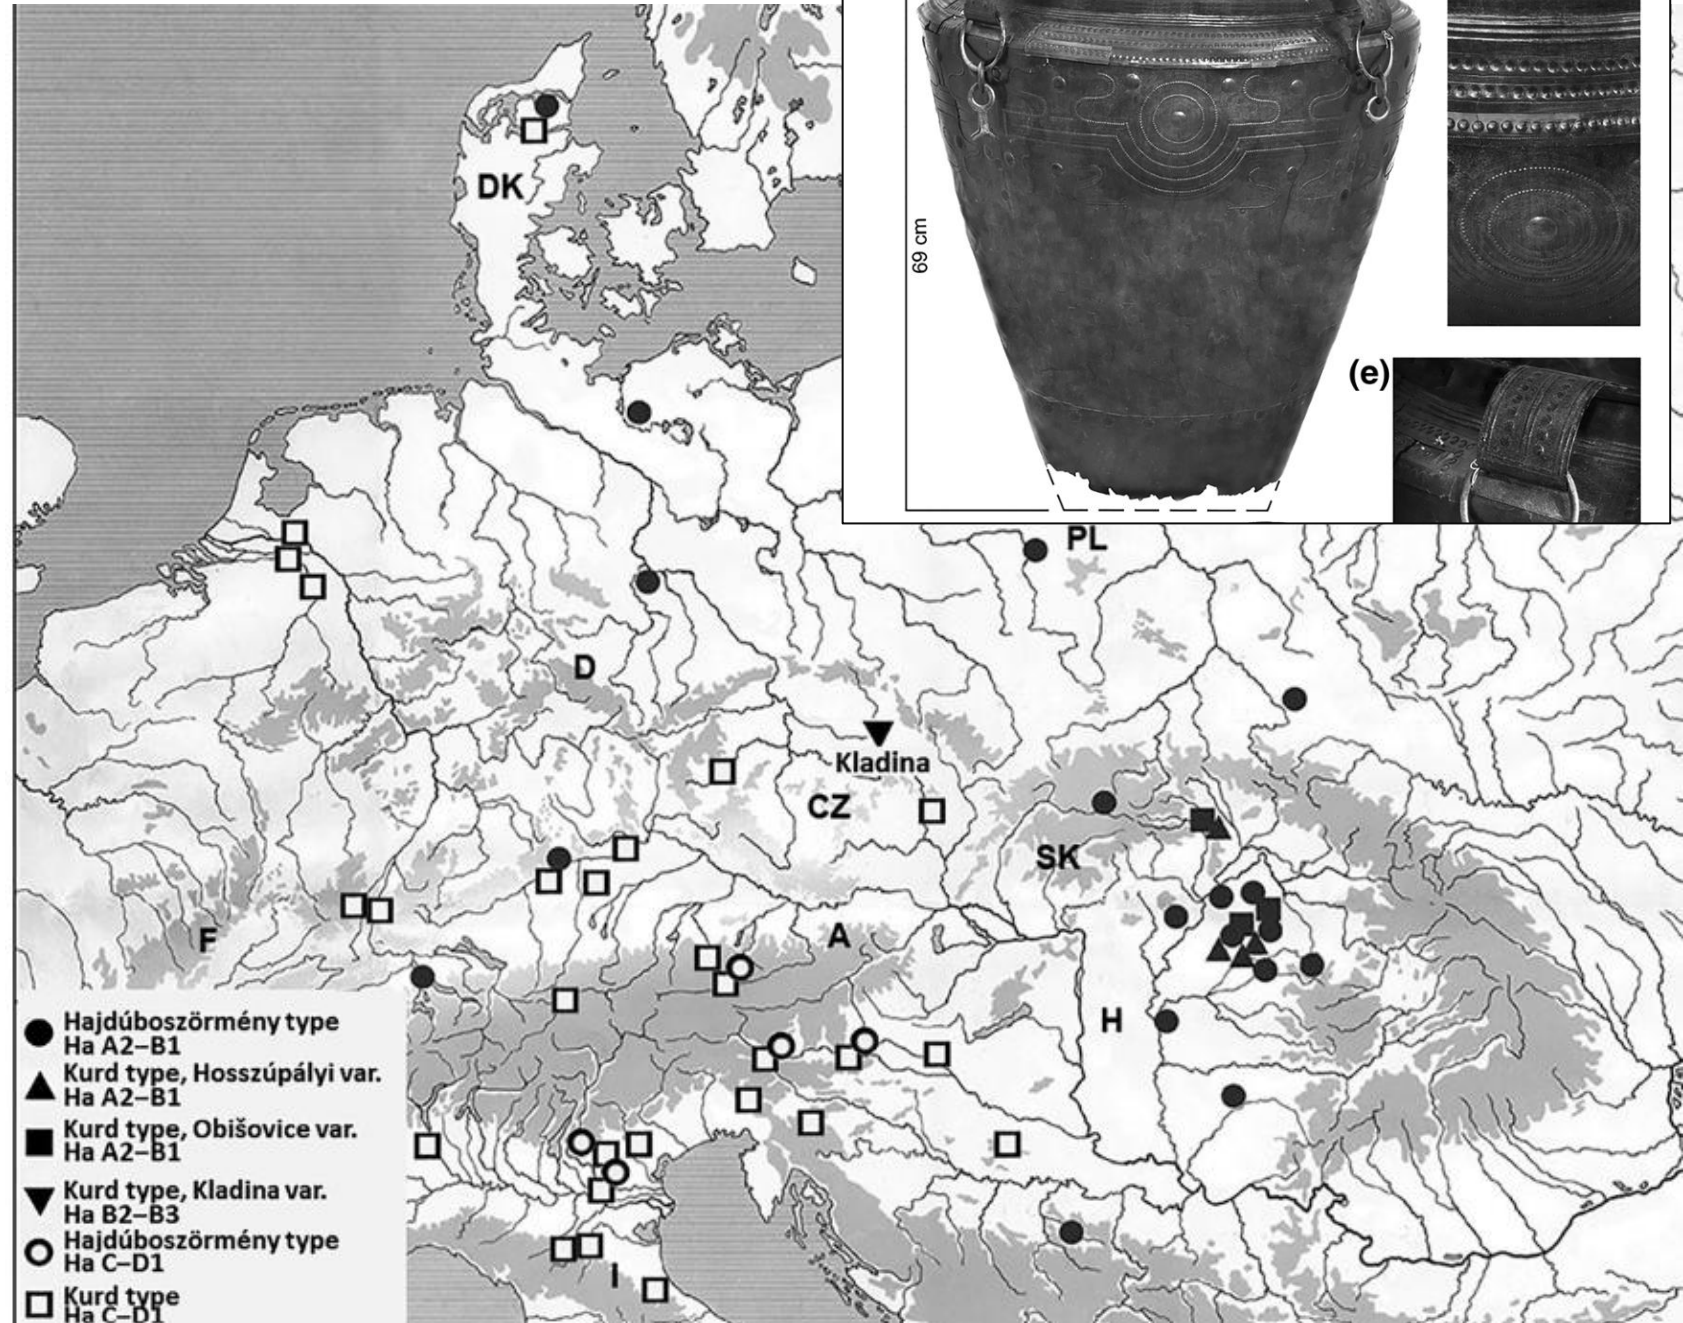 DK
69 cm
(e)
PL
D
Kladina
CZ
SK
F
A
H
I
Hajdúboszörmény type
Ha A2–B1
Kurd type, Hosszúpályi var.
Ha A2–B1
Kurd type, Obišovice var.
Ha A2–B1
Kurd type, Kladina var.
Ha B2–B3
Hajdúboszörmény type
Ha C–D1
Kurd type
Ha C–D1